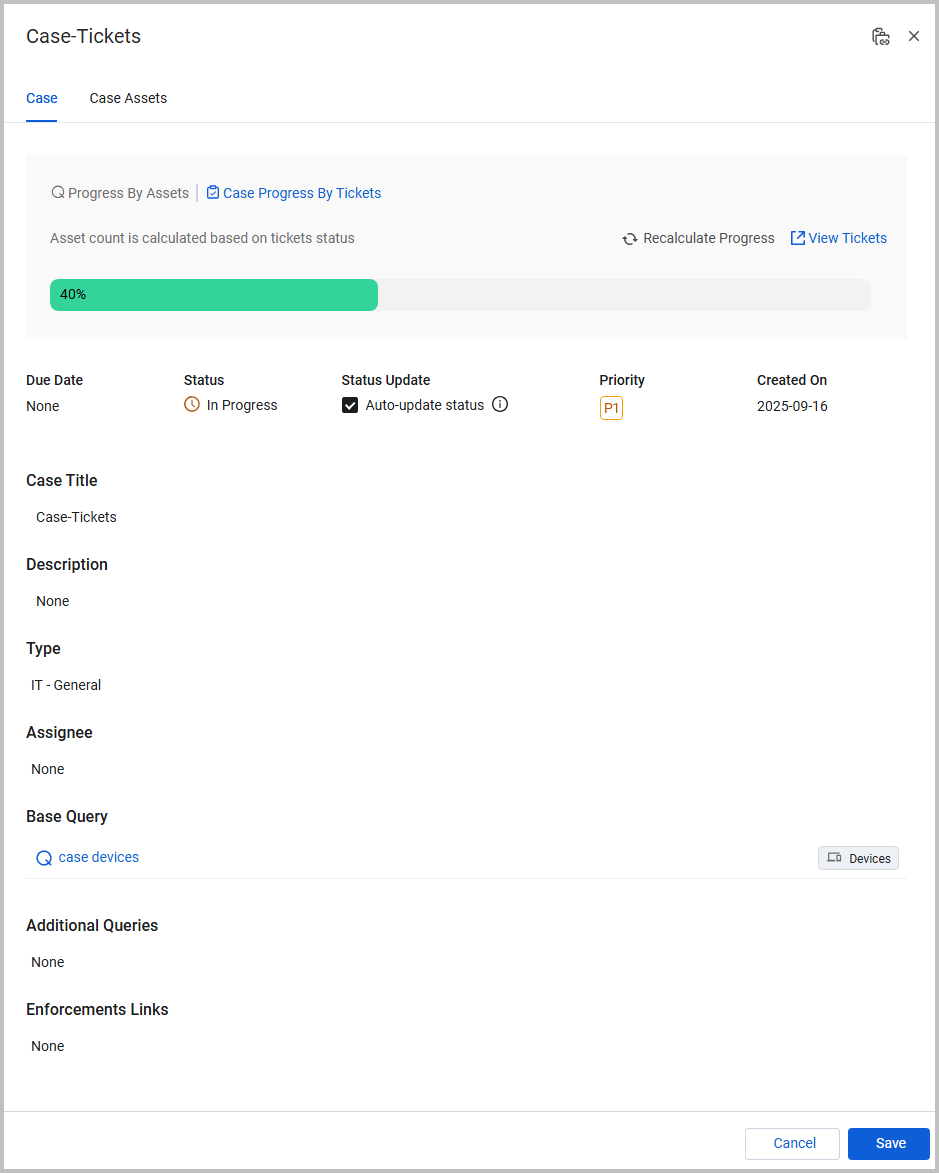 Case-Tickets
Case Case Assets
Progress By Assets | Case Progress By Tickets
Asset count is calculated based on tickets status Recalculate Progress View Tickets
40%
Due Date Status Status Update Priority Created On
None In Progress Auto-update status P1 2025-09-16
Case Title
Case-Tickets
Description
None
Type
IT - General
Assignee
None
Base Query
case devices Devices
Additional Queries
None
Enforcements Links
None
Cancel Save